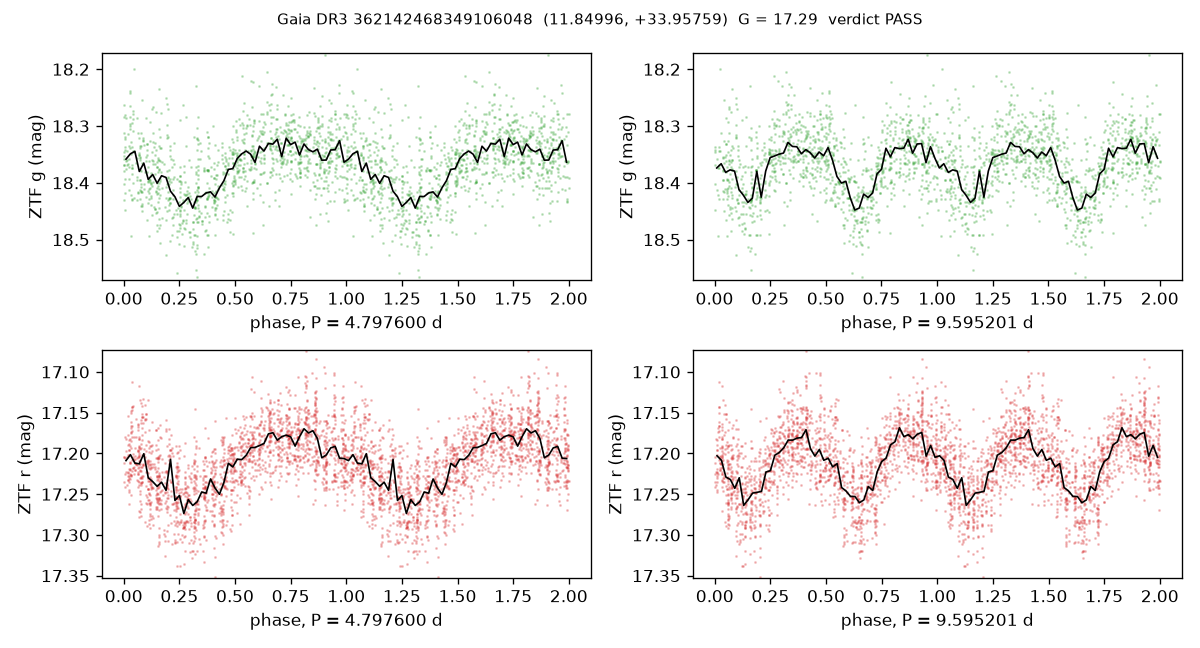 Gaia DR3 362142468349106048  (11.84996, +33.95759)  G = 17.29  verdict PASS
ZTF g (mag)
18.2
18.3
18.4
18.5
0.00 0.25 0.50 0.75 1.00 1.25 1.50 1.75 2.00
phase, P = 4.797600 d
ZTF g (mag)
18.2
18.3
18.4
18.5
0.00 0.25 0.50 0.75 1.00 1.25 1.50 1.75 2.00
phase, P = 9.595201 d
ZTF r (mag)
17.10
17.15
17.20
17.25
17.30
17.35
0.00 0.25 0.50 0.75 1.00 1.25 1.50 1.75 2.00
phase, P = 4.797600 d
ZTF r (mag)
17.10
17.15
17.20
17.25
17.30
17.35
0.00 0.25 0.50 0.75 1.00 1.25 1.50 1.75 2.00
phase, P = 9.595201 d